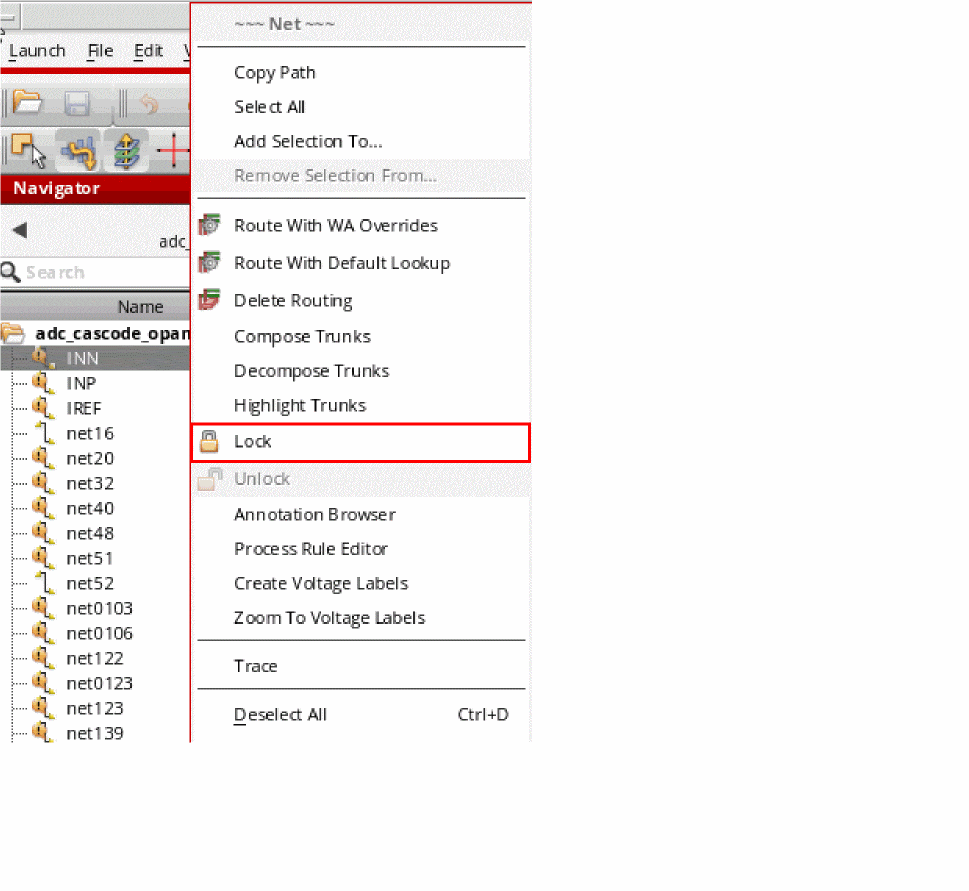 ~~~ Net ~~~
Launch File Edit
Copy Path
Select All
Add Selection To...
Remove Selection From...
Navigator
Route With WA Overrides
adc_
Route With Default Lookup
Search
Delete Routing
Name
Compose Trunks
adc_cascode_opam
Decompose Trunks
Highlight Trunks
Lock
Unlock
Annotation Browser
Process Rule Editor
Create Voltage Labels
Zoom To Voltage Labels
Trace
Deselect All Ctrl+D
INN
INP
IREF
net16
net20
net32
net40
net48
net51
net52
net0103
net0106
net122
net0123
net123
net139